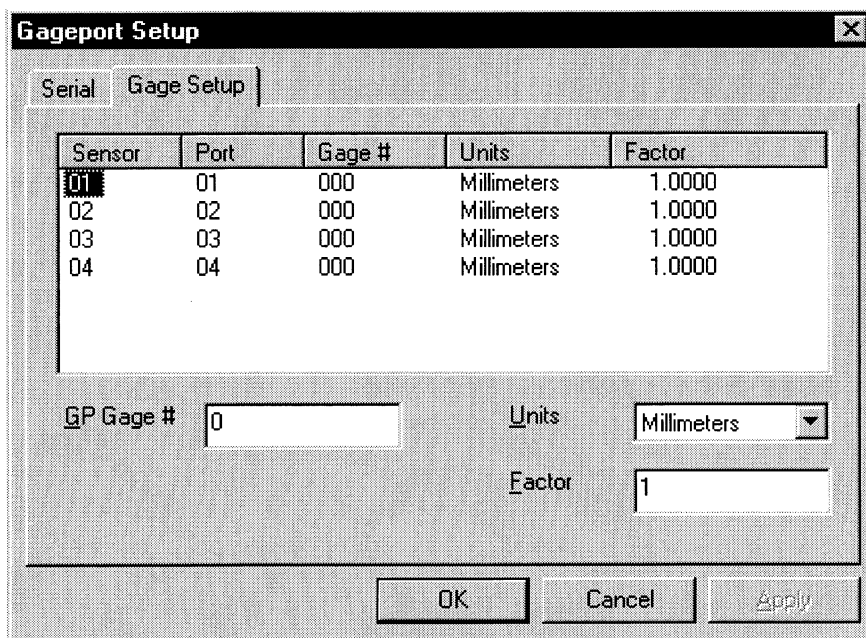 Gageport Setup
Serial Gage Setup
Sensor Port Gage # Units Factor
01 01 000 Millimeters 1.0000
02 02 000 Millimeters 1.0000
03 03 000 Millimeters 1.0000
04 04 000 Millimeters 1.0000
GP Gage # 0 Units Millimeters
Factor 1
OK Cancel Apply